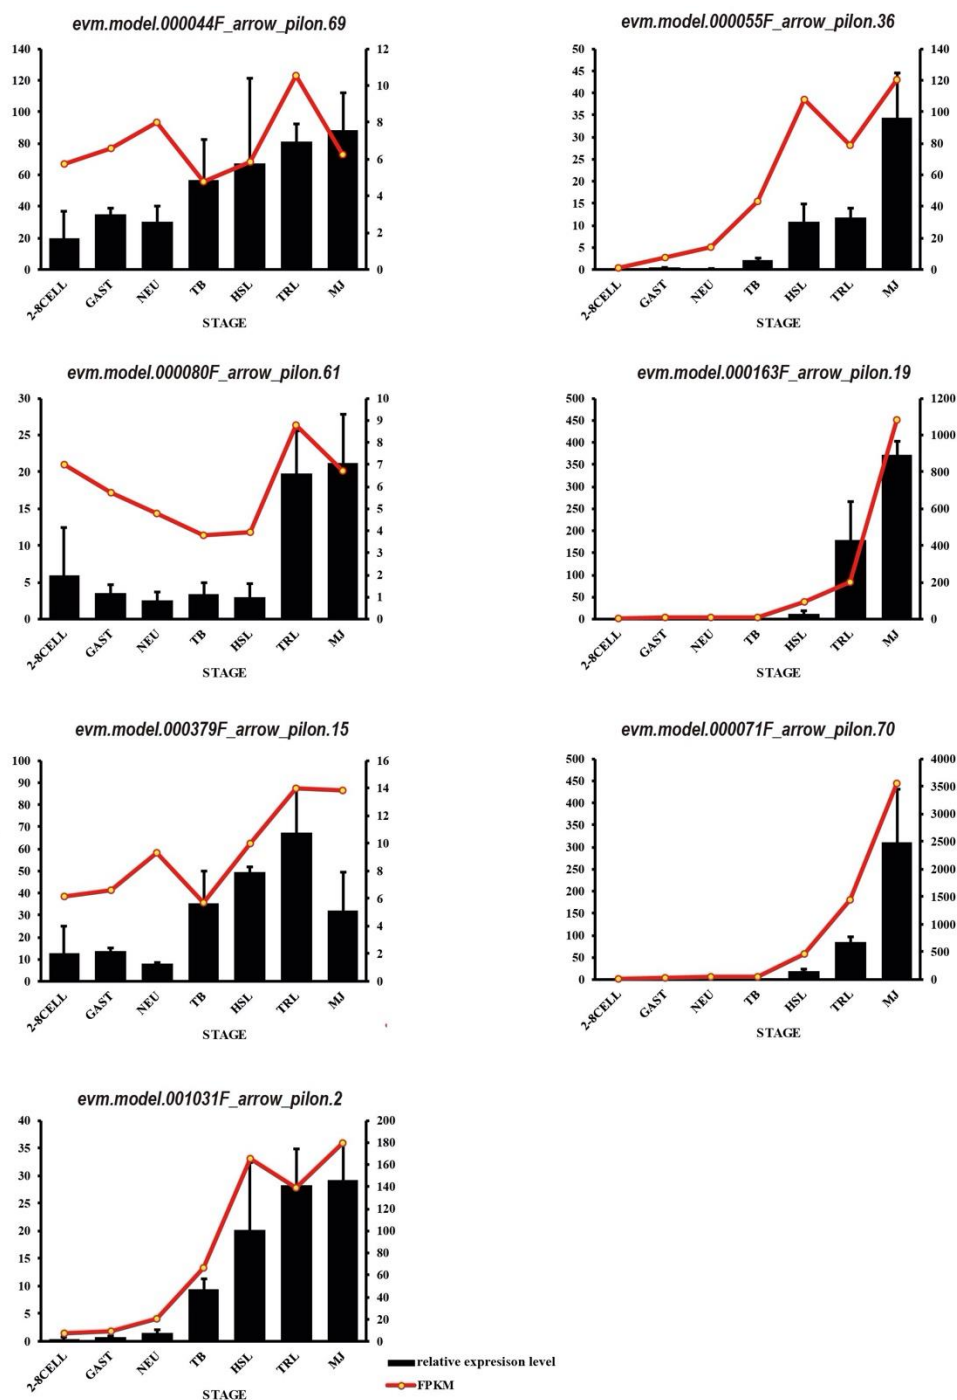 evm.model.000044F_arrow_pilon.69
140
120
100
80
60
40
20
0
12
10
8
6
4
2
0
2-8CELL
GAST
NEU
TB
HSL
TRL
MJ
STAGE
evm.model.000055F_arrow_pilon.36
50
45
40
35
30
25
20
15
10
5
0
140
120
100
80
60
40
20
0
2-8CELL
GAST
NEU
TB
HSL
TRL
MJ
STAGE
evm.model.000080F_arrow_pilon.61
30
25
20
15
10
5
0
10
9
8
7
6
5
4
3
2
1
0
2-8CELL
GAST
NEU
TB
HSL
TRL
MJ
STAGE
evm.model.000163F_arrow_pilon.19
500
450
400
350
300
250
200
150
100
50
0
1200
1000
800
600
400
200
0
2-8CELL
GAST
NEU
TB
HSL
TRL
MJ
STAGE
evm.model.000379F_arrow_pilon.15
100
90
80
70
60
50
40
30
20
10
0
16
14
12
10
8
6
4
2
0
2-8CELL
GAST
NEU
TB
HSL
TRL
MJ
STAGE
evm.model.000071F_arrow_pilon.70
500
450
400
350
300
250
200
150
100
50
0
4000
3500
3000
2500
2000
1500
1000
500
0
2-8CELL
GAST
NEU
TB
HSL
TRL
MJ
STAGE
evm.model.001031F_arrow_pilon.2
40
35
30
25
20
15
10
5
0
200
180
160
140
120
100
80
60
40
20
0
2-8CELL
GAST
NEU
TB
HSL
TRL
MJ
STAGE
relative expresison level
FPKM